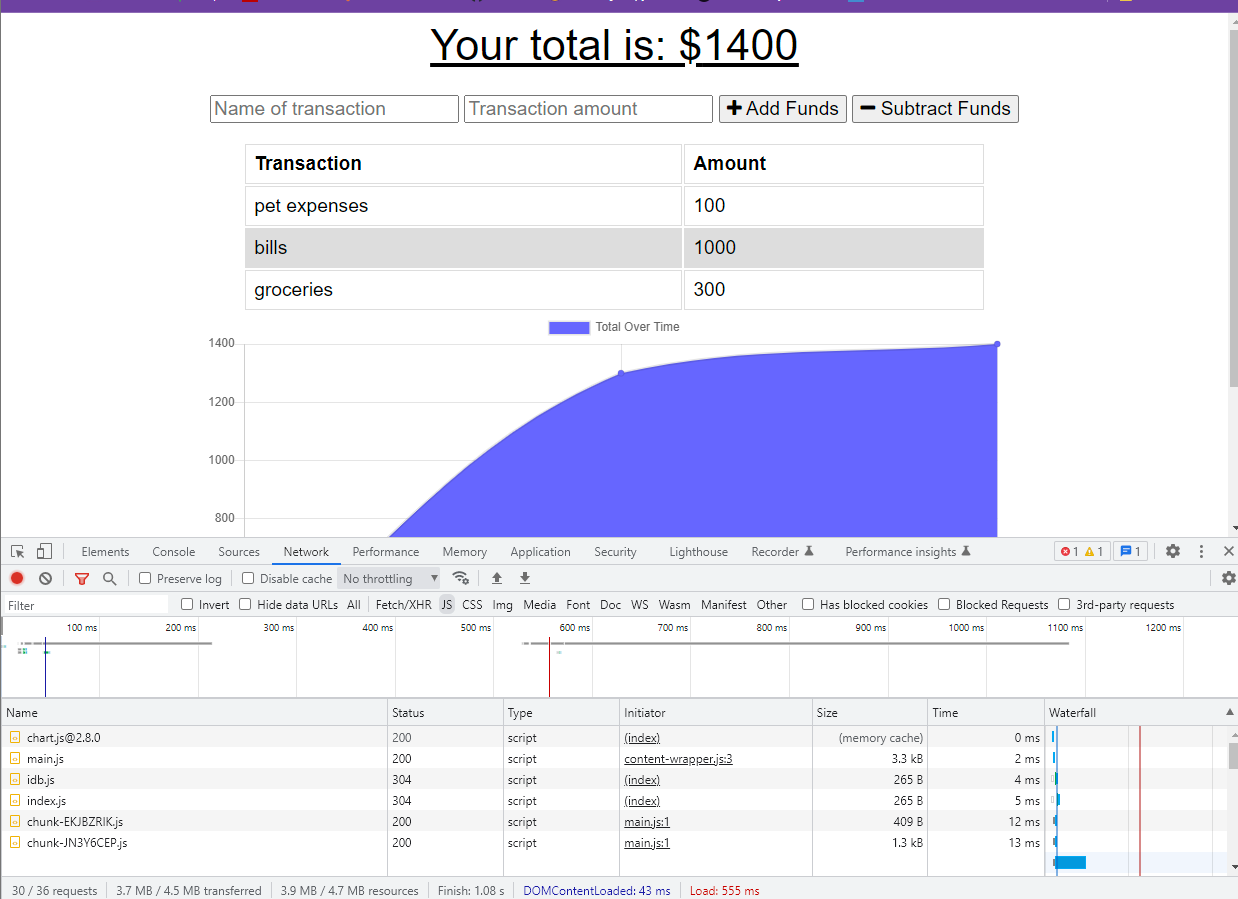 Your total is: $1400
Name of transaction Transaction amount Add Funds Subtract Funds
Transaction Amount
pet expenses 100
bills 1000
groceries 300
Total Over Time
1400
1200
1000
800
Elements Console Sources Network Performance Memory Application Security Lighthouse Recorder Performance insights 1 1 1
Preserve log Disable cache No throttling
Filter Invert Hide data URLs All Fetch/XHR JS CSS Img Media Font Doc WS Wasm Manifest Other Has blocked cookies Blocked Requests 3rd-party requests
100 ms 200 ms 300 ms 400 ms 500 ms 600 ms 700 ms 800 ms 900 ms 1000 ms 1100 ms 1200 ms
Name Status Type Initiator Size Time Waterfall
chart.js@2.8.0 200 script (index) (memory cache) 0 ms
main.js 200 script content-wrapper.js:3 3.3 kB 2 ms
idb.js 304 script (index) 265 B 4 ms
index.js 304 script (index) 265 B 5 ms
chunk-EKJBZRIK.js 200 script main.js:1 409 B 12 ms
chunk-JN3Y6CEP.js 200 script main.js:1 1.3 kB 13 ms
30 / 36 requests 3.7 MB / 4.5 MB transferred 3.9 MB / 4.7 MB resources Finish: 1.08 s DOMContentLoaded: 43 ms Load: 555 ms